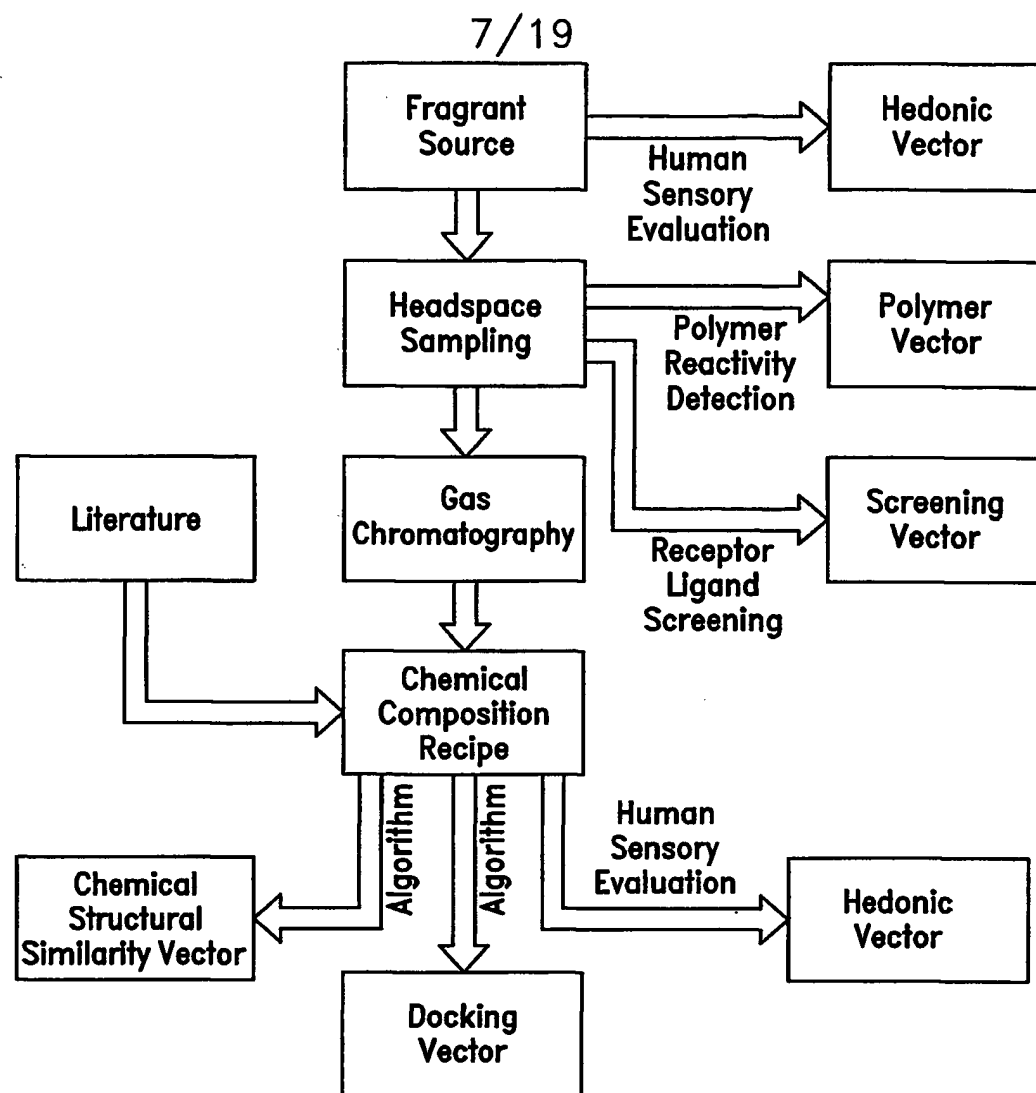 7/19
Fragrant
Source
Hedonic
Vector
Human
Sensory
Evaluation
Headspace
Sampling
Polymer
Vector
Polymer
Reactivity
Detection
Literature
Gas
Chromatography
Screening
Vector
Receptor
Ligand
Screening
Chemical
Composition
Recipe
Algorithm
Algorithm
Human
Sensory
Evaluation
Chemical
Structural
Similarity Vector
Hedonic
Vector
Docking
Vector